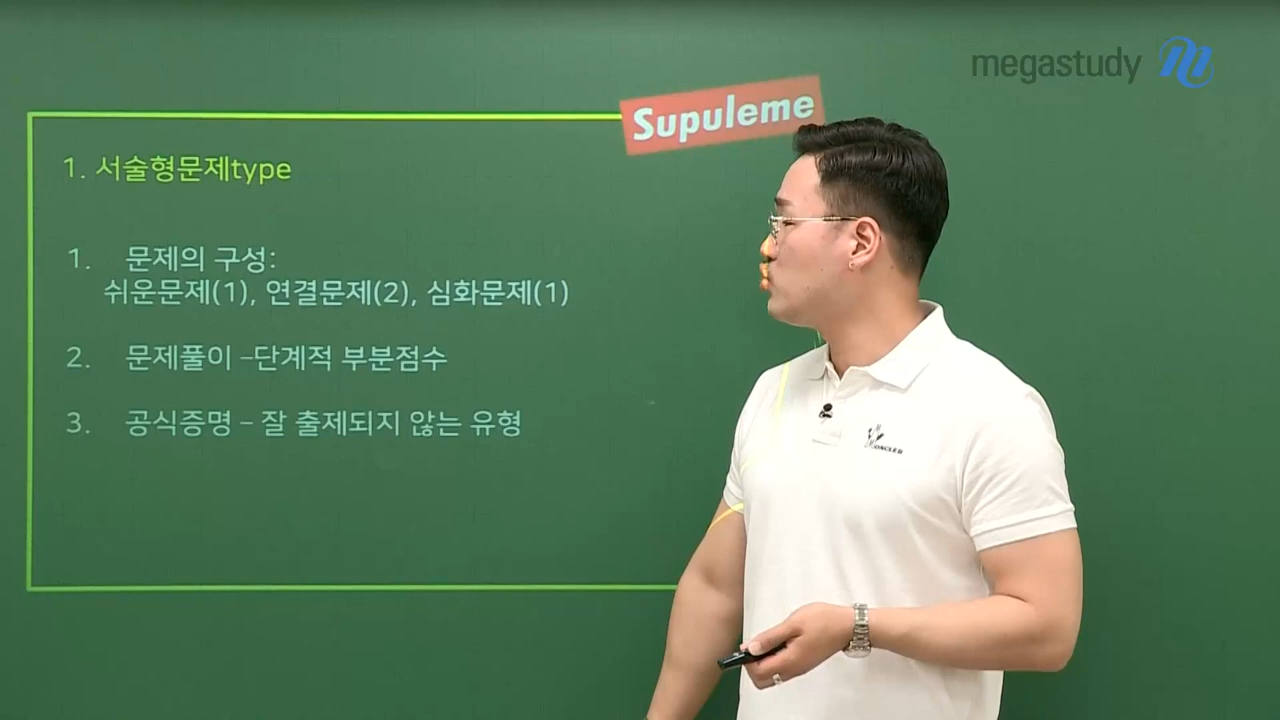 megastudy
Supuleme
1. 서술형문제type
1. 문제의 구성:
쉬운문제(1), 연결문제(2), 심화문제(1)
2. 문제풀이 –단계적 부분점수
3. 공식증명 – 잘 출제되지 않는 유형